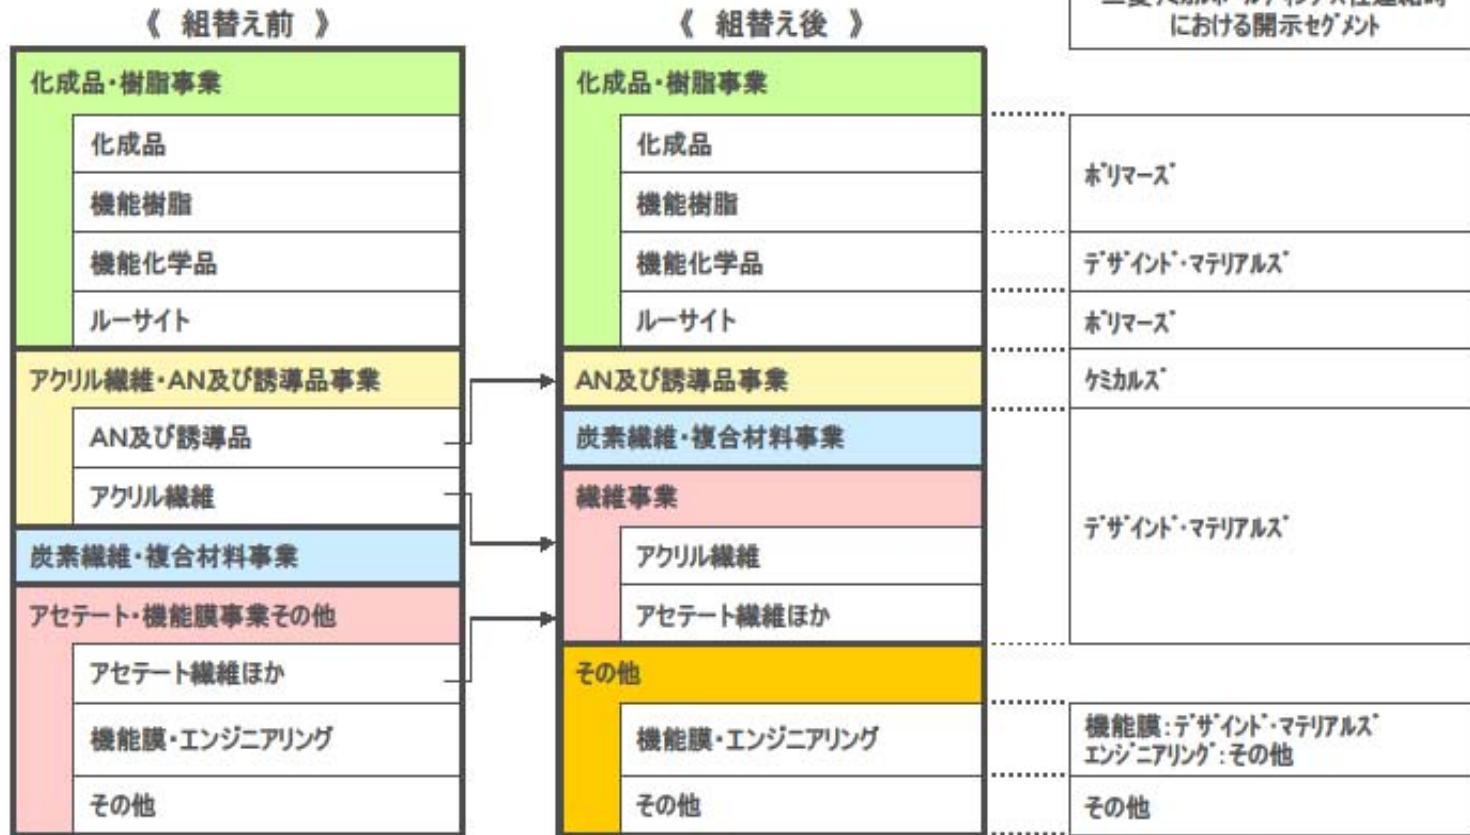 《 組替え前 》
化成品・樹脂事業
化成品
機能樹脂
機能化学品
ルーサイト
アクリル繊維・AN及び誘導品事業
AN及び誘導品
アクリル繊維
炭素繊維・複合材料事業
アセテート・機能膜事業その他
アセテート繊維ほか
機能膜・エンジニアリング
その他
《 組替え後 》
化成品・樹脂事業
化成品
機能樹脂
機能化学品
ルーサイト
AN及び誘導品事業
炭素繊維・複合材料事業
繊維事業
アクリル繊維
アセテート繊維ほか
その他
機能膜・エンジニアリング
その他
における開示セグメント
ポリマーズ
デザインド・マテリアルズ
ポリマーズ
ケミカルズ
デザインド・マテリアルズ
機能膜:デザインド・マテリアルズ
エンジニアリング:その他
その他